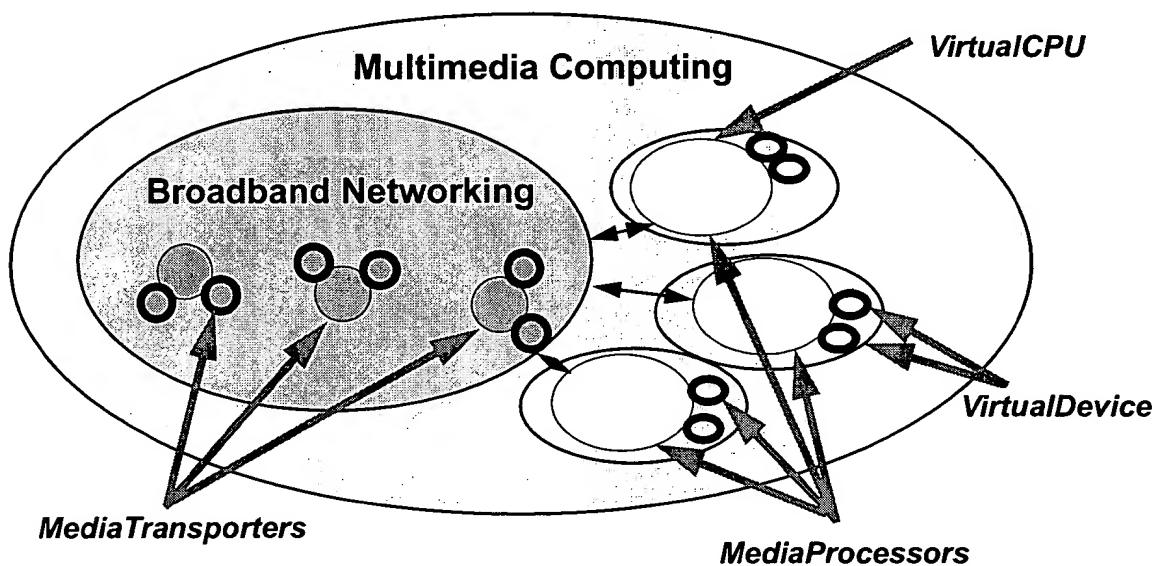 VirtualCPU
Multimedia Computing
Broadband Networking
VirtualDevice
MediaTransporters
MediaProcessors